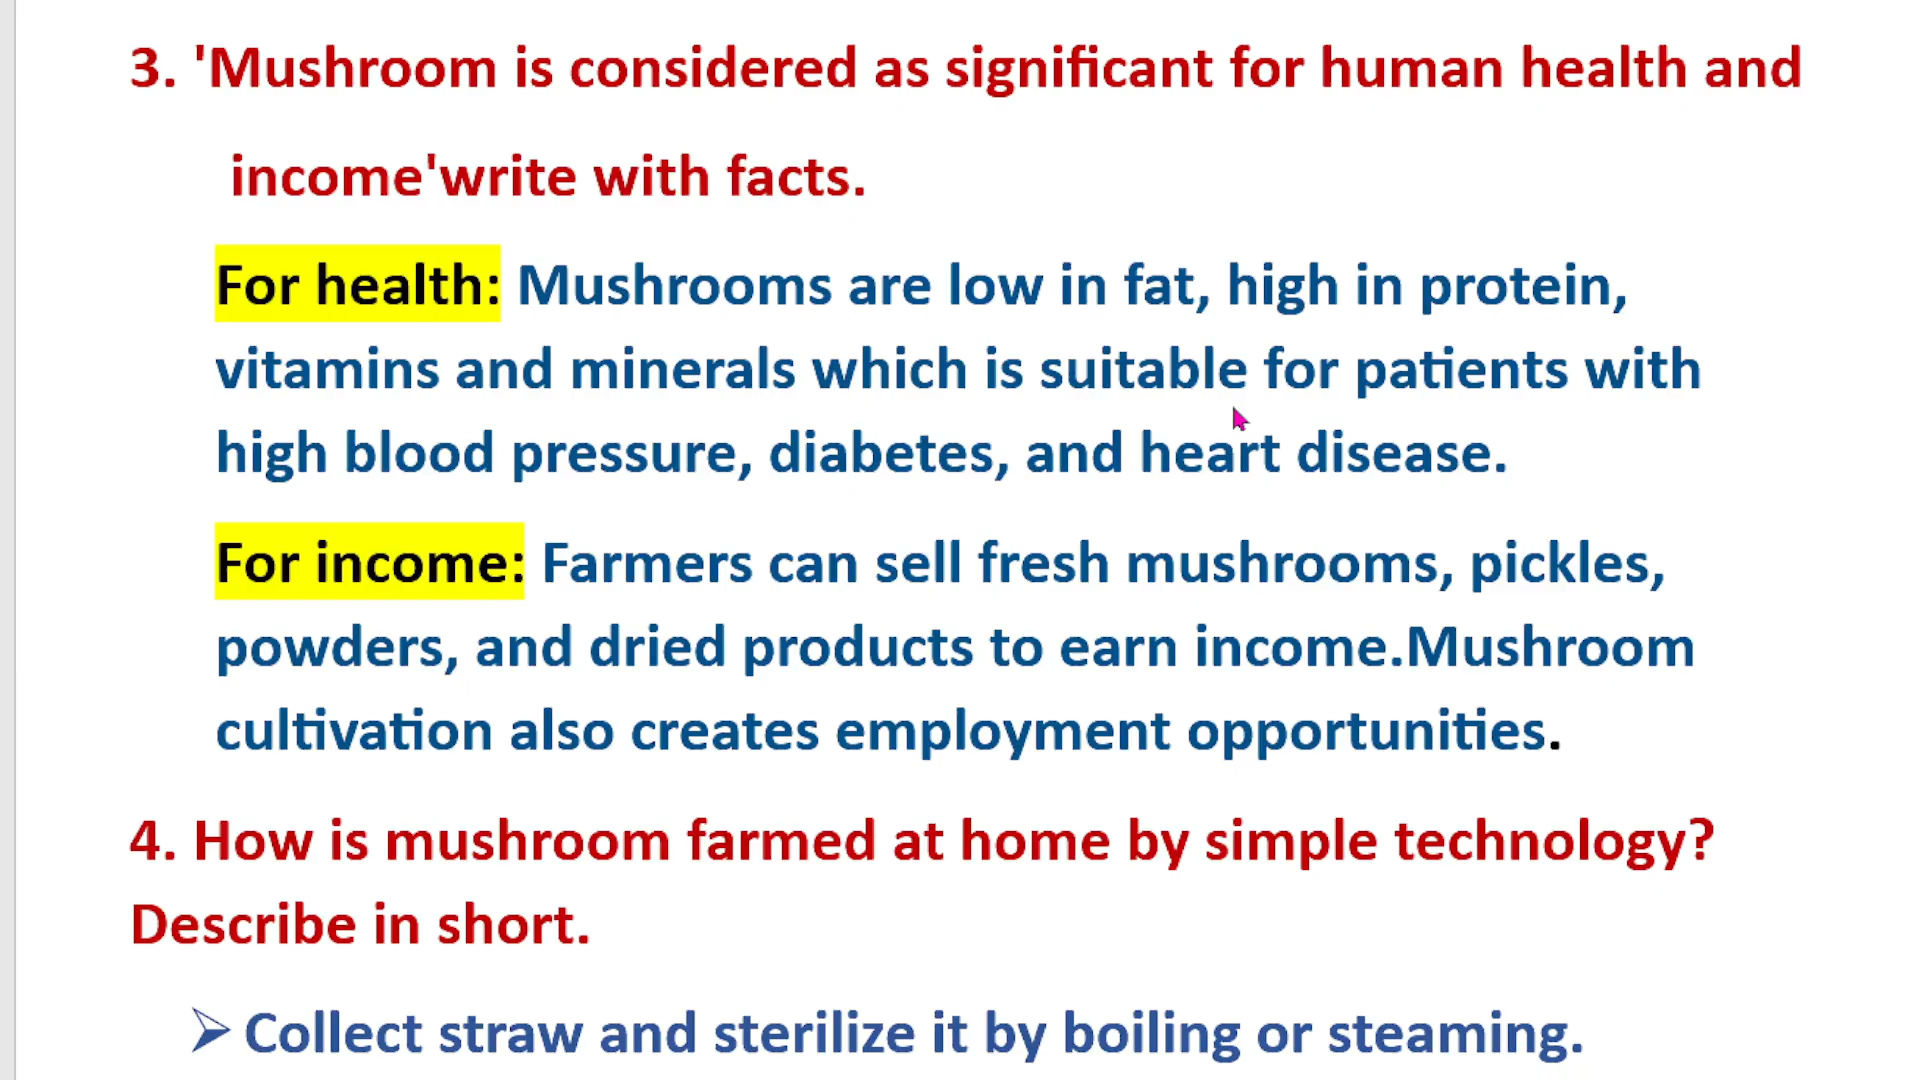 3. 'Mushroom is considered as significant for human health and
income'write with facts.
For health: Mushrooms are low in fat, high in protein,
vitamins and minerals which is suitable for patients with
high blood pressure, diabetes, and heart disease.
For income: Farmers can sell fresh mushrooms, pickles,
powders, and dried products to earn income.Mushroom
cultivation also creates employment opportunities.
4. How is mushroom farmed at home by simple technology?
Describe in short.
➢ Collect straw and sterilize it by boiling or steaming.